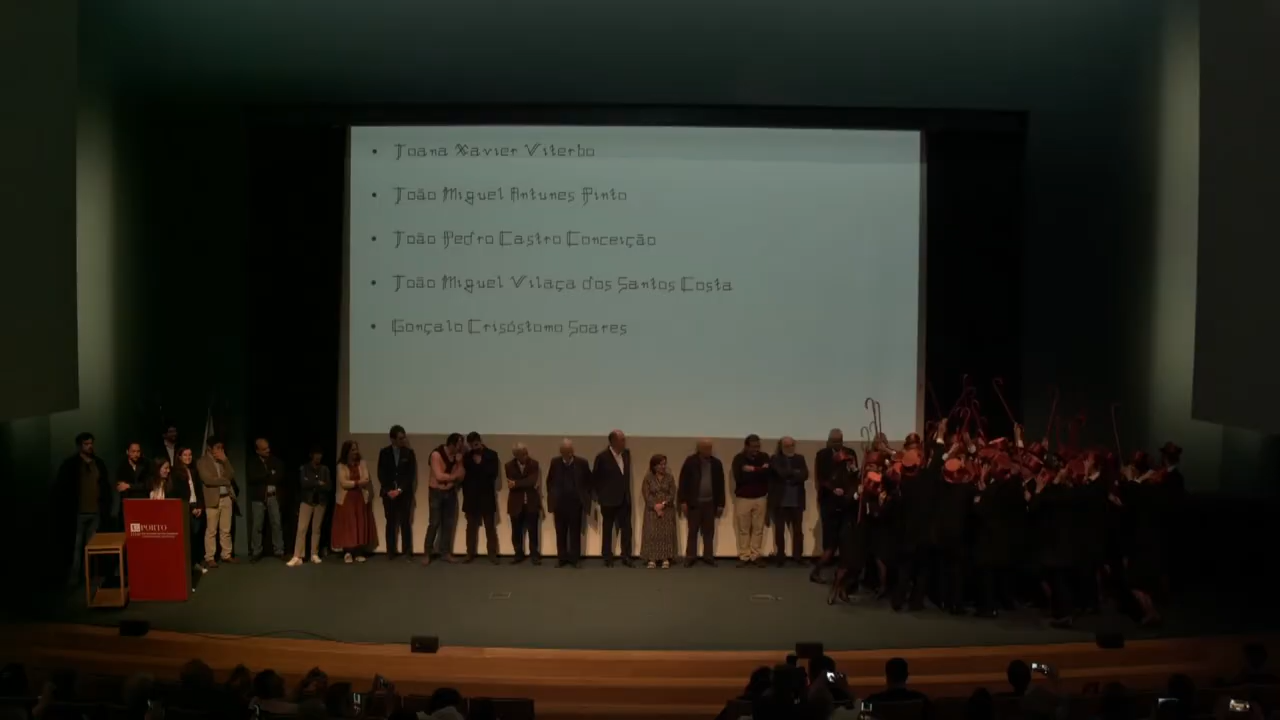 Joana Xavier Viterbo
João Miguel Antunes Pinto
João Pedro Castro Conceição
João Miguel Vilaça dos Santos Costa
Gonçalo Crisóstomo Soares
U.PORTO